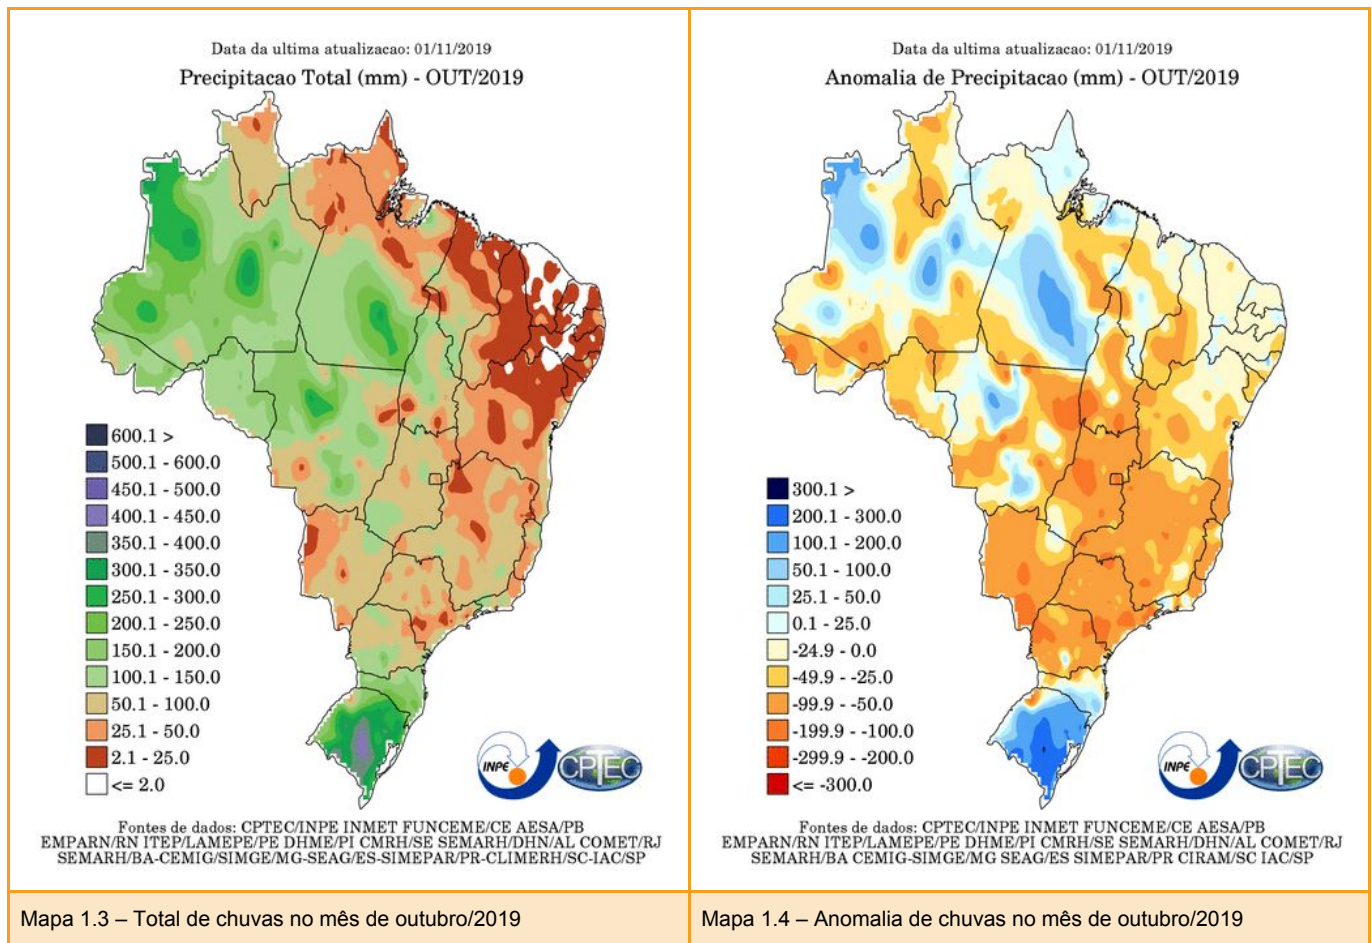 Data da ultima atualizacao: 01/11/2019
Precipitacao Total (mm) - OUT/2019
600.1 >
500.1 - 600.0
450.1 - 500.0
400.1 - 450.0
350.1 - 400.0
300.1 - 350.0
250.1 - 300.0
200.1 - 250.0
150.1 - 200.0
100.1 - 150.0
50.1 - 100.0
25.1 - 50.0
2.1 - 25.0
<= 2.0
INPE
CPTEC
Fontes de dados: CPTEC/INPE INMET FUNCEME/CE AESA/PB
EMPARN/RN ITEP/LAMEPE/PE DHME/PI CMRH/SE SEMARH/DHN/AL COMET/RJ
SEMARH/BA-CEMIG/SIMGE/MG-SEAG/ES-SIMEPAR/PR-CLIMERH/SC-IAC/SP
Mapa 1.3 – Total de chuvas no mês de outubro/2019
Data da ultima atualizacao: 01/11/2019
Anomalia de Precipitacao (mm) - OUT/2019
300.1 >
200.1 - 300.0
100.1 - 200.0
50.1 - 100.0
25.1 - 50.0
0.1 - 25.0
-24.9 - 0.0
-49.9 - -25.0
-99.9 - -50.0
-199.9 - -100.0
-299.9 - -200.0
<= -300.0
INPE
CPTEC
Fontes de dados: CPTEC/INPE INMET FUNCEME/CE AESA/PB
EMPARN/RN ITEP/LAMEPE/PE DHME/PI CMRH/SE SEMARH/DHN/AL COMET/RJ
SEMARH/BA CEMIG-SIMGE/MG SEAG/ES SIMEPAR/PR CIRAM/SC IAC/SP
Mapa 1.4 – Anomalia de chuvas no mês de outubro/2019